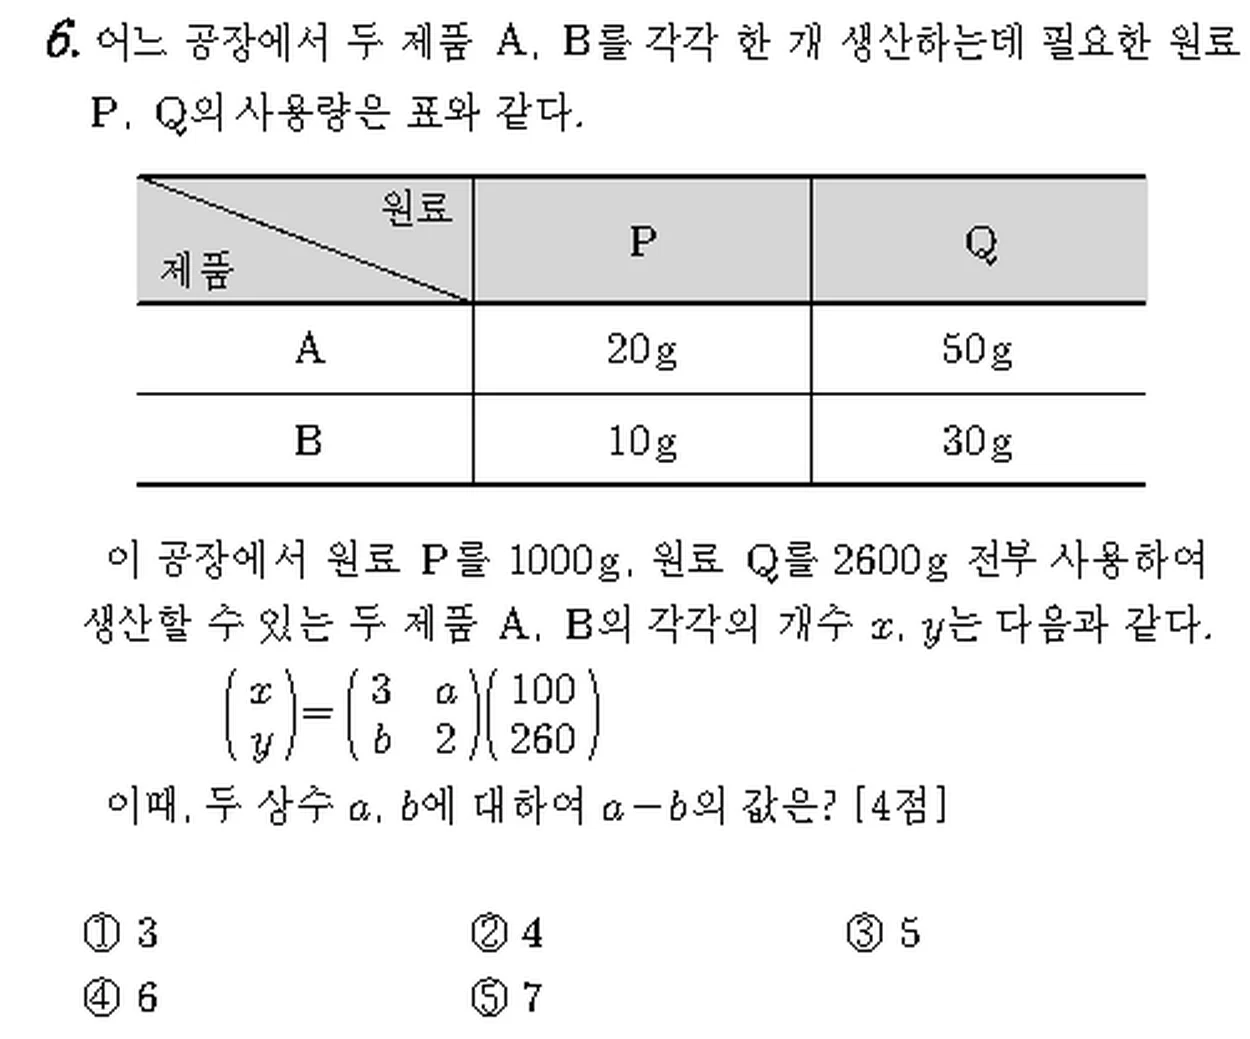 6. 어느 공장에서 두 제품 A, B를 각각 한 개 생산하는데 필요한 원료
P, Q의 사용량은 표와 같다.
원료
제품 P Q
A 20g 50g
B 10g 30g
이 공장에서 원료 P를 1000g, 원료 Q를 2600g 전부 사용하여
생산할 수 있는 두 제품 A, B의 각각의 개수 x, y는 다음과 같다.
(x y) = (3 a b 2)(100 260)
이때, 두 상수 a, b에 대하여 a-b의 값은? [4점]
① 3 ② 4 ③ 5
④ 6 ⑤ 7